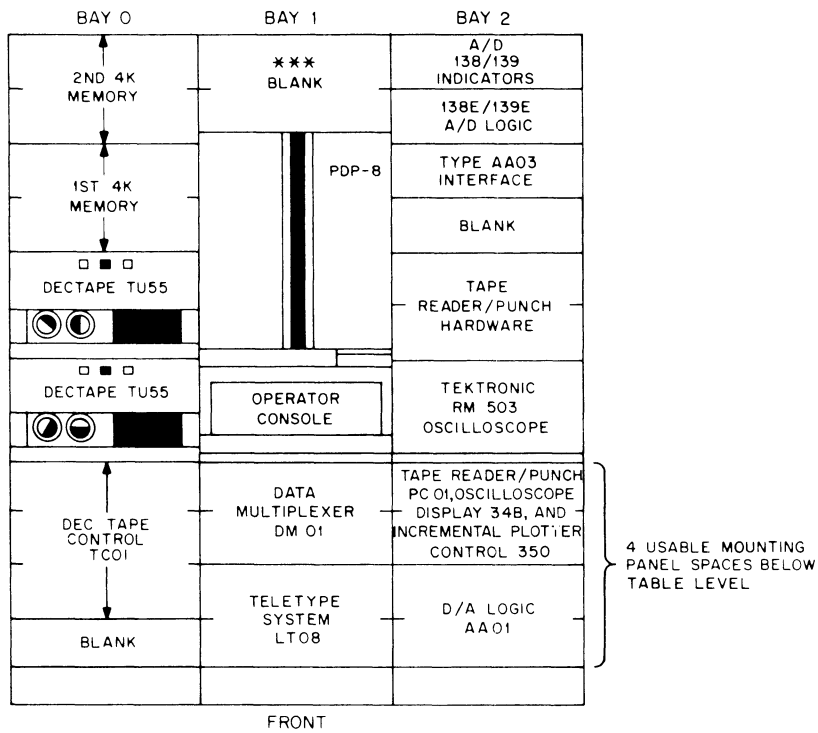 BAY 0
BAY 1
BAY 2
2ND 4K
MEMORY
1ST 4K
MEMORY
DECTAPE TU55
DECTAPE TU55
DEC TAPE
CONTROL
TC01
BLANK
***
BLANK
PDP-8
OPERATOR
CONSOLE
DATA
MULTIPLEXER
DM 01
TELETYPE
SYSTEM
LT08
A/D
138/139
INDICATORS
138E/139E
A/D LOGIC
TYPE AA03
INTERFACE
BLANK
TAPE
READER/PUNCH
HARDWARE
TEKTRONIC
RM 503
OSCILLOSCOPE
TAPE READER/PUNCH
PC 01, OSCILLOSCOPE
DISPLAY 34B, AND
INCREMENTAL PLOTTER
CONTROL 350
D/A LOGIC
AA01
4 USABLE MOUNTING
PANEL SPACES BELOW
TABLE LEVEL
FRONT